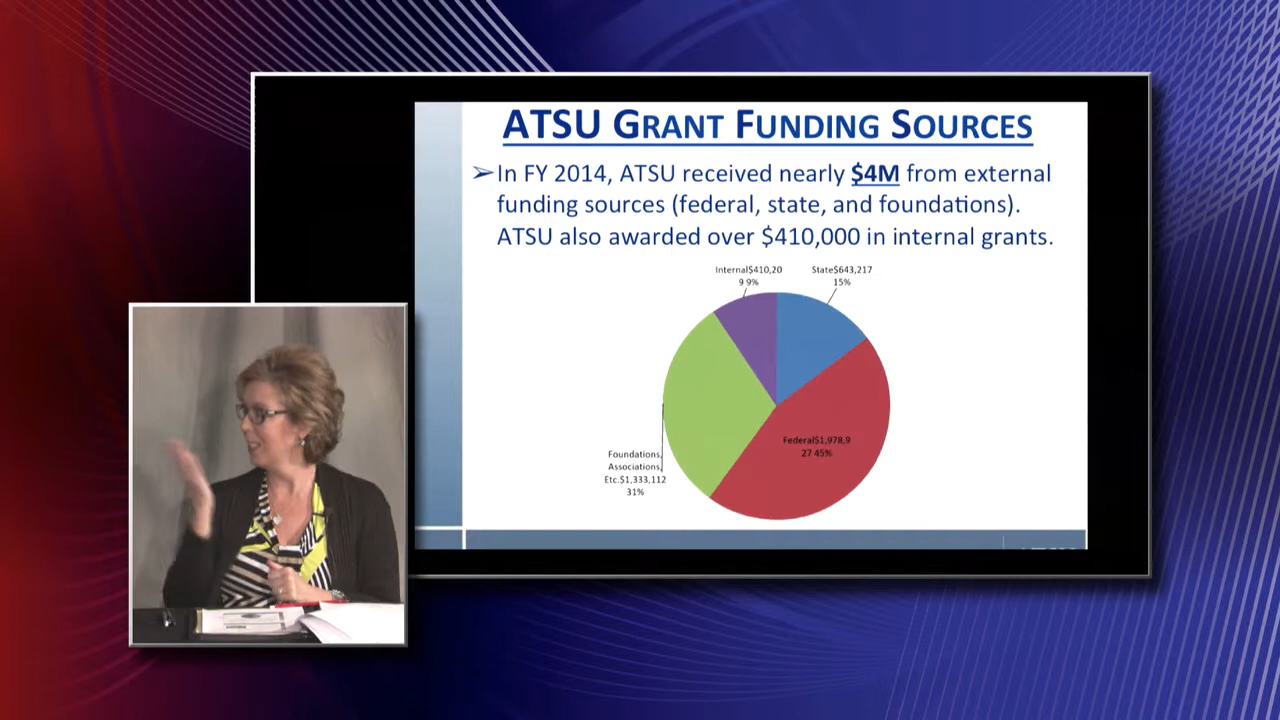 ATSU GRANT FUNDING SOURCES
➢In FY 2014, ATSU received nearly $4M from external
funding sources (federal, state, and foundations).
ATSU also awarded over $410,000 in internal grants.
Internal$410,20
9 9%
State$643,217
15%
Federal$1,978,9
27 45%
Foundations,
Associations,
Etc.$1,333,112
31%